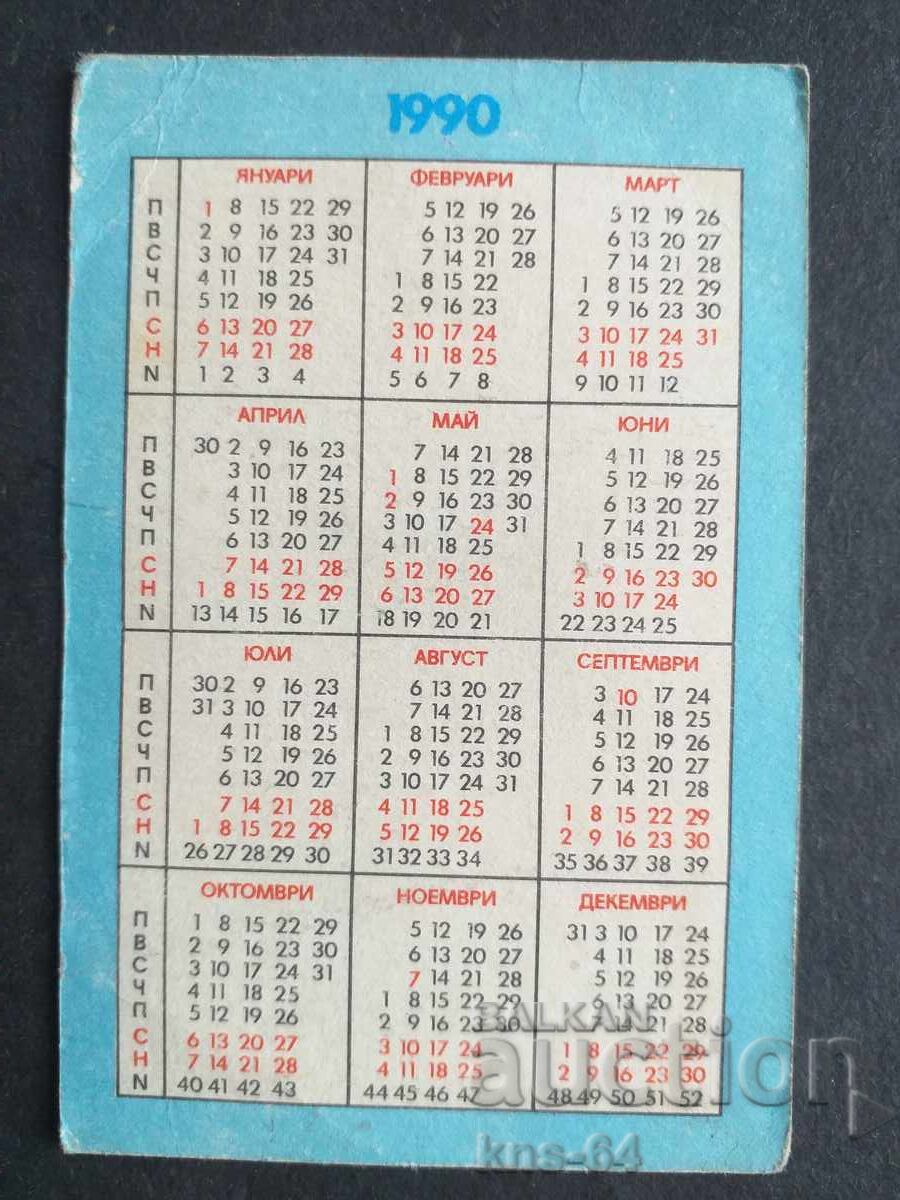 1990
ЯНУАРИ ФЕВРУАРИ МАРТ
П 1 8 15 22 29 5 12 19 26 5 12 19 26
В 2 9 16 23 30 6 13 20 27 6 13 20 27
С 3 10 17 24 31 7 14 21 28 7 14 21 28
Ч 4 11 18 25 1 8 15 22 1 8 15 22 29
П 5 12 19 26 2 9 16 23 2 9 16 23 30
С 6 13 20 27 3 10 17 24 3 10 17 24 31
Н 7 14 21 28 4 11 18 25 4 11 18 25
N 1 2 3 4 5 6 7 8 9 10 11 12
АПРИЛ МАЙ ЮНИ
П 30 2 9 16 23 7 14 21 28 4 11 18 25
В 3 10 17 24 1 8 15 22 29 5 12 19 26
С 4 11 18 25 2 9 16 23 30 6 13 20 27
Ч 5 12 19 26 3 10 17 24 31 7 14 21 28
П 6 13 20 27 4 11 18 25 1 8 15 22 29
С 7 14 21 28 5 12 19 26 2 9 16 23 30
Н 1 8 15 22 29 6 13 20 27 3 10 17 24
N 13 14 15 16 17 18 19 20 21 22 23 24 25
ЮЛИ АВГУСТ СЕПТЕМВРИ
П 30 2 9 16 23 6 13 20 27 3 10 17 24
В 31 3 10 17 24 7 14 21 28 4 11 18 25
С 4 11 18 25 1 8 15 22 29 5 12 19 26
Ч 5 12 19 26 2 9 16 23 30 6 13 20 27
П 6 13 20 27 3 10 17 24 31 7 14 21 28
С 7 14 21 28 4 11 18 25 1 8 15 22 29
Н 1 8 15 22 29 5 12 19 26 2 9 16 23 30
N 26 27 28 29 30 31 32 33 34 35 36 37 38 39
ОКТОМВРИ НОЕМВРИ ДЕКЕМВРИ
П 1 8 15 22 29 5 12 19 26 31 3 10 17 24
В 2 9 16 23 30 6 13 20 27 4 11 18 25
С 3 10 17 24 31 7 14 21 28 5 12 19 26
Ч 4 11 18 25 1 8 15 22 29 6 13 20 27
П 5 12 19 26 2 9 16 23 30 7 14 21 28
С 6 13 20 27 3 10 17 24 1 8 15 22 29
Н 7 14 21 28 4 11 18 25 2 9 16 23 30
N 40 41 42 43 44 45 46 47 48 49 50 51 52
BALKAN
auction
kns-64